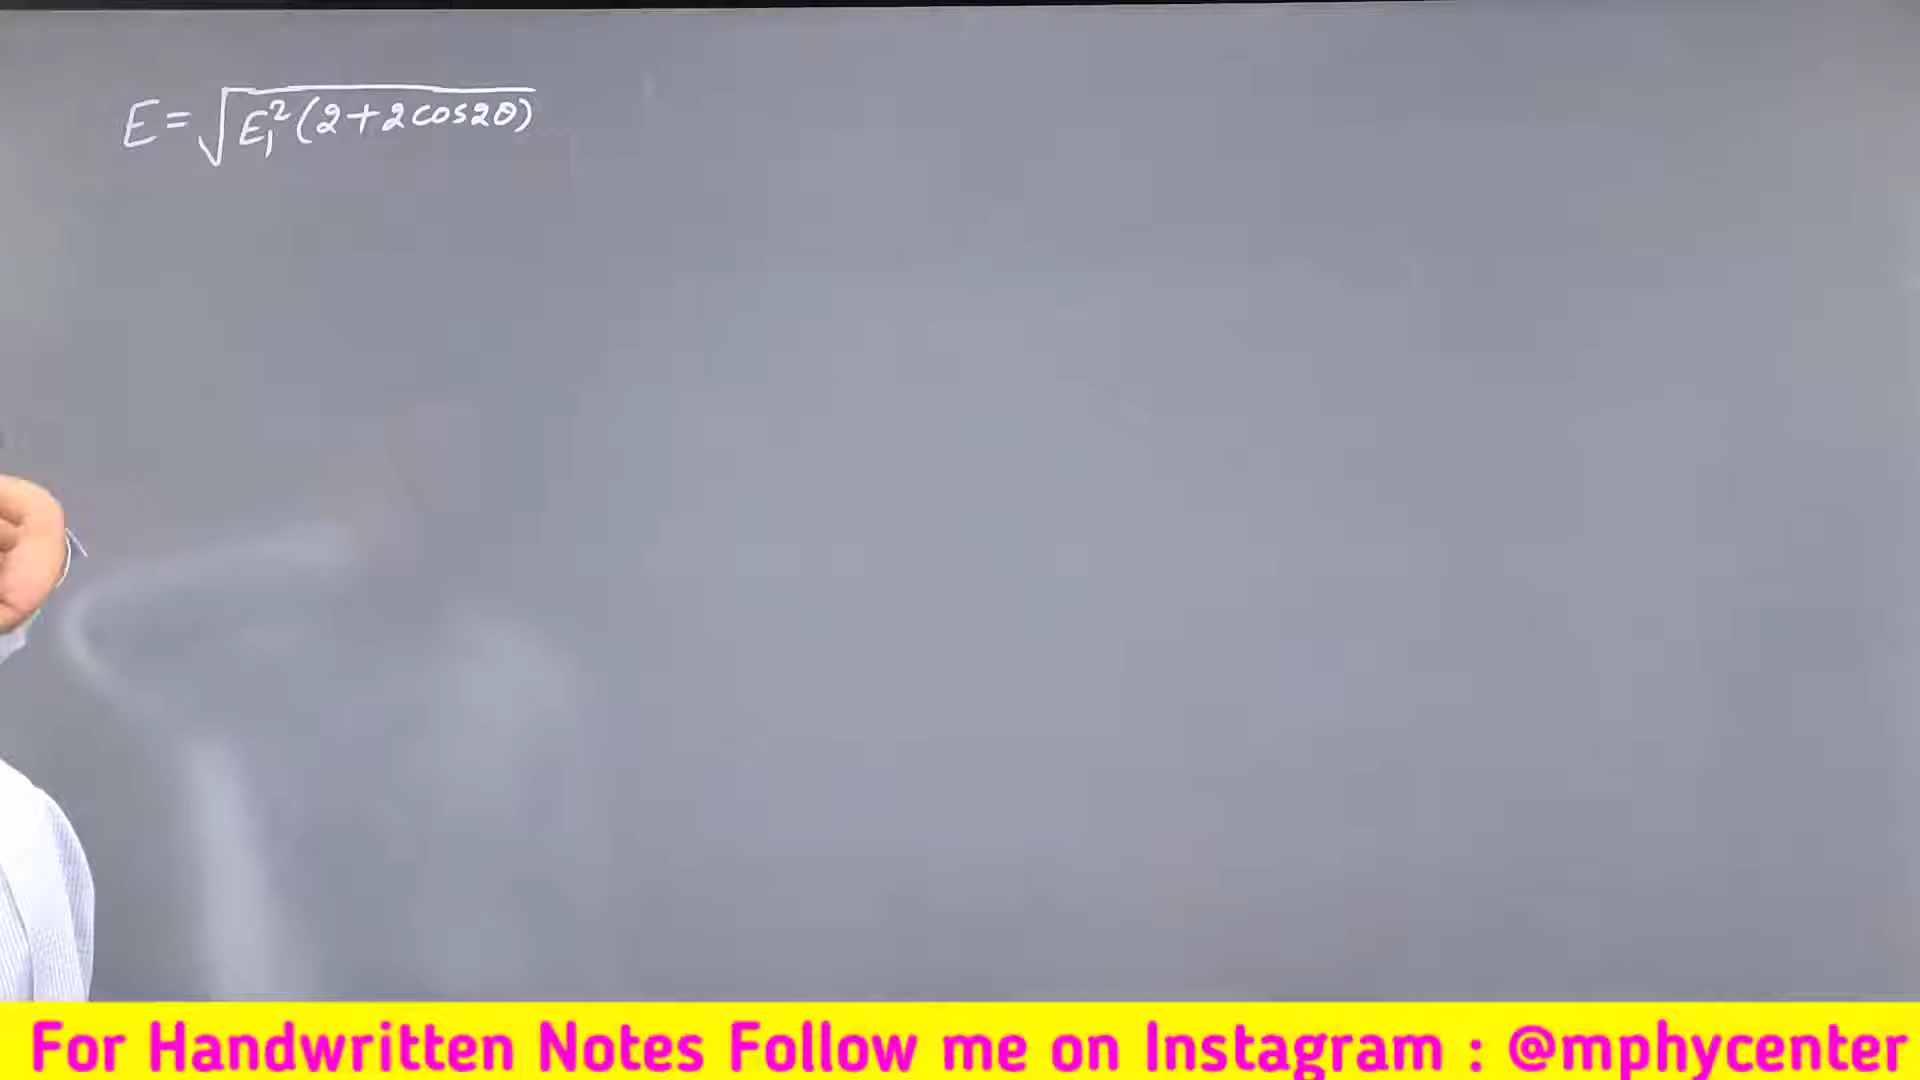 E = √(E₁²(2+2cos2θ))
For Handwritten Notes Follow me on Instagram : @mphycenter